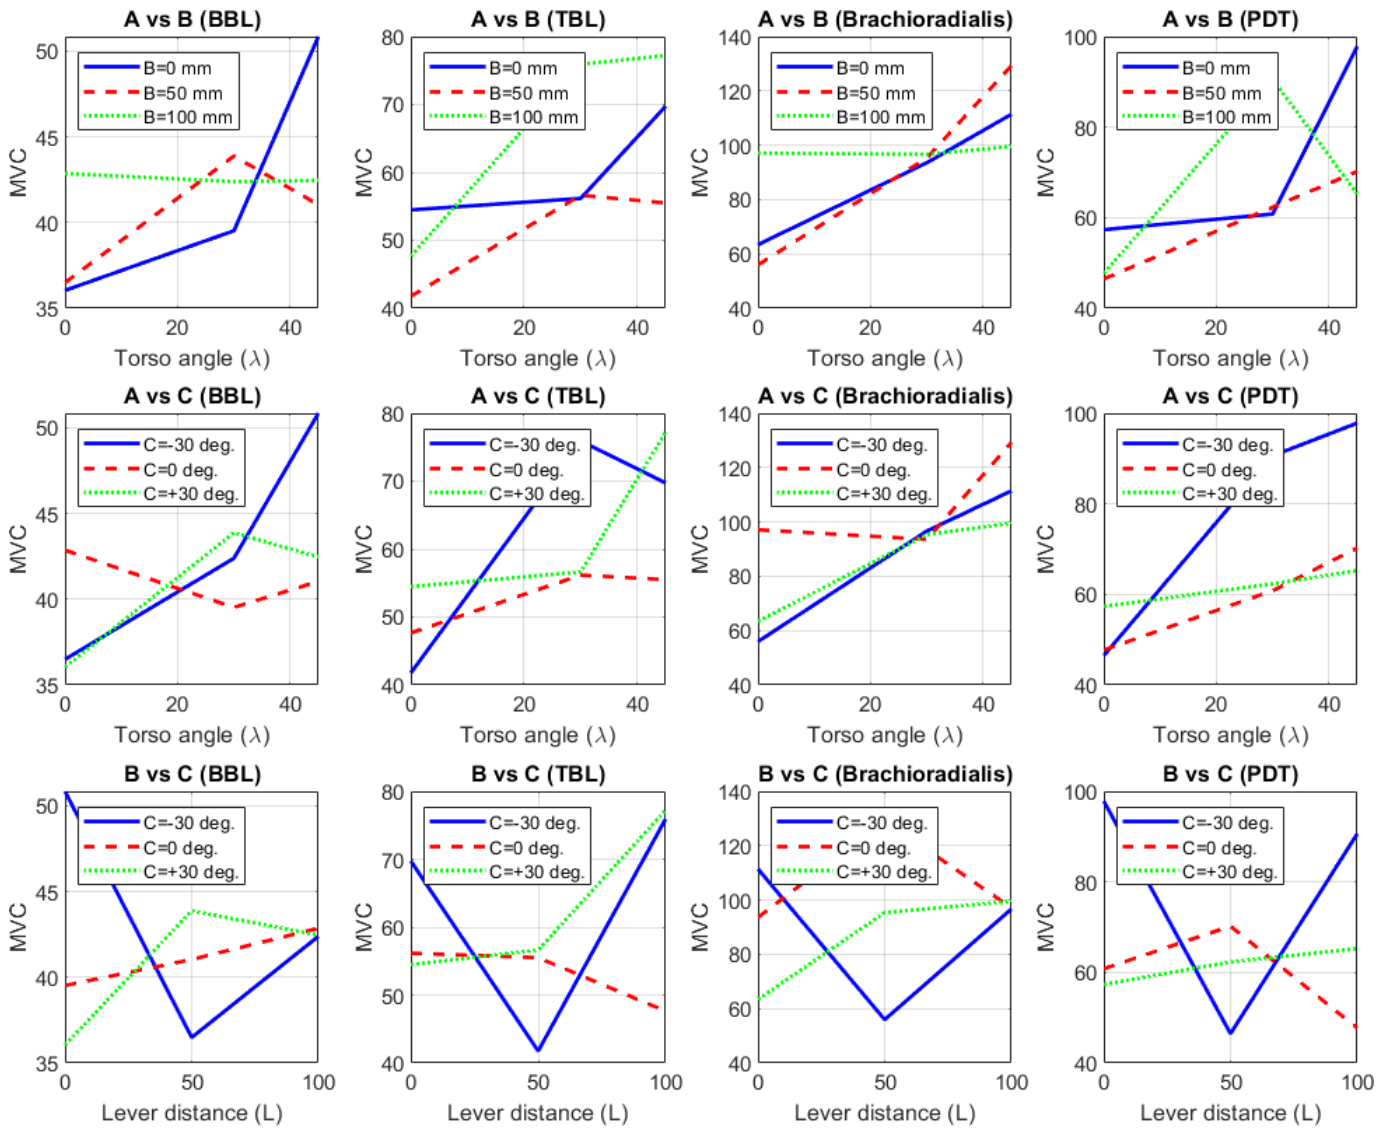 A vs B (BBL)
50
45
40
35
MVC
B=0 mm
B=50 mm
B=100 mm
0
20
40
Torso angle (λ)
A vs B (TBL)
80
70
60
50
40
MVC
B=0 mm
B=50 mm
B=100 mm
0
20
40
Torso angle (λ)
A vs B (Brachioradialis)
140
120
100
80
60
40
MVC
B=0 mm
B=50 mm
B=100 mm
0
20
40
Torso angle (λ)
A vs B (PDT)
100
80
60
40
MVC
B=0 mm
B=50 mm
B=100 mm
0
20
40
Torso angle (λ)
A vs C (BBL)
50
45
40
35
MVC
C=-30 deg.
C=0 deg.
C=+30 deg.
0
20
40
Torso angle (λ)
A vs C (TBL)
80
70
60
50
40
MVC
C=-30 deg.
C=0 deg.
C=+30 deg.
0
20
40
Torso angle (λ)
A vs C (Brachioradialis)
140
120
100
80
60
40
MVC
C=-30 deg.
C=0 deg.
C=+30 deg.
0
20
40
Torso angle (λ)
A vs C (PDT)
100
80
60
40
MVC
C=-30 deg.
C=0 deg.
C=+30 deg.
0
20
40
Torso angle (λ)
B vs C (BBL)
50
45
40
35
MVC
C=-30 deg.
C=0 deg.
C=+30 deg.
0
50
100
Lever distance (L)
B vs C (TBL)
80
70
60
50
40
MVC
C=-30 deg.
C=0 deg.
C=+30 deg.
0
50
100
Lever distance (L)
B vs C (Brachioradialis)
140
120
100
80
60
40
MVC
C=-30 deg.
C=0 deg.
C=+30 deg.
0
50
100
Lever distance (L)
B vs C (PDT)
100
80
60
40
MVC
C=-30 deg.
C=0 deg.
C=+30 deg.
0
50
100
Lever distance (L)